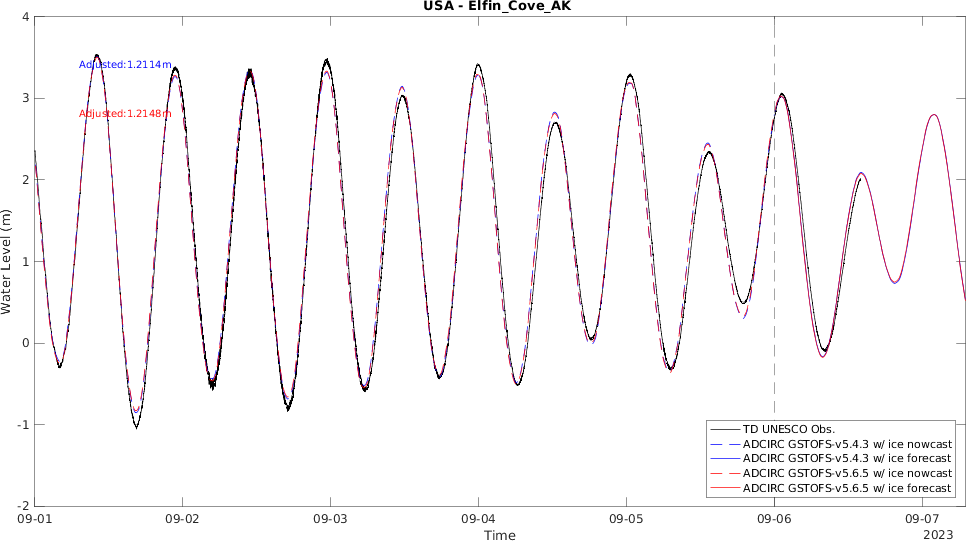 USA - Elfin_Cove_AK
4
3
2
1
0
-1
-2
Water Level (m)
Adjusted:1.2114m
Adjusted:1.2148m
TD UNESCO Obs.
ADCIRC GSTOFS-v5.4.3 w/ ice nowcast
ADCIRC GSTOFS-v5.4.3 w/ ice forecast
ADCIRC GSTOFS-v5.6.5 w/ ice nowcast
ADCIRC GSTOFS-v5.6.5 w/ ice forecast
09-01 09-02 09-03 09-04 09-05 09-06 09-07
Time
2023